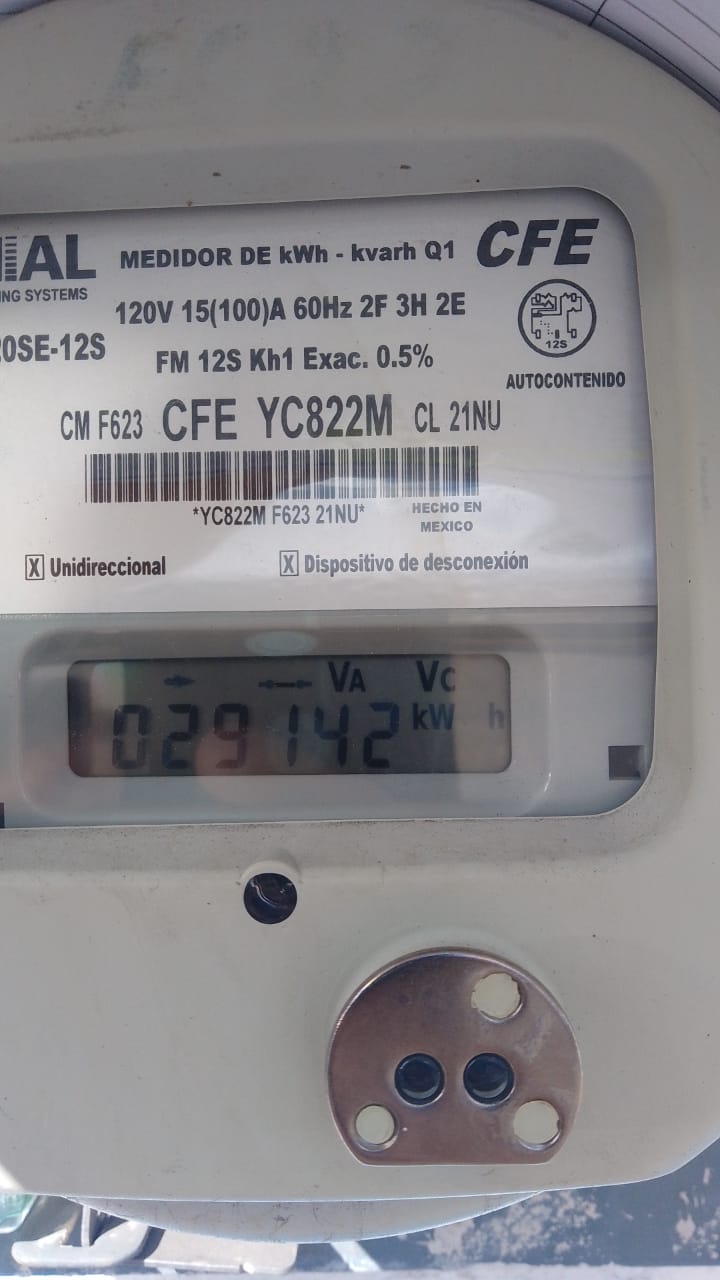 IAL
MEDIDOR DE kWh - kvarh Q1
CFE
NG SYSTEMS
120V 15(100)A 60Hz 2F 3H 2E
0SE-12S
FM 12S Kh1 Exac. 0.5%
12S
AUTOCONTENIDO
CM F623 CFE YC822M CL 21NU
*YC822M F623 21NU*
HECHO EN
MEXICO
X Unidireccional
X Dispositivo de desconexión
VA VC
029142 kW h